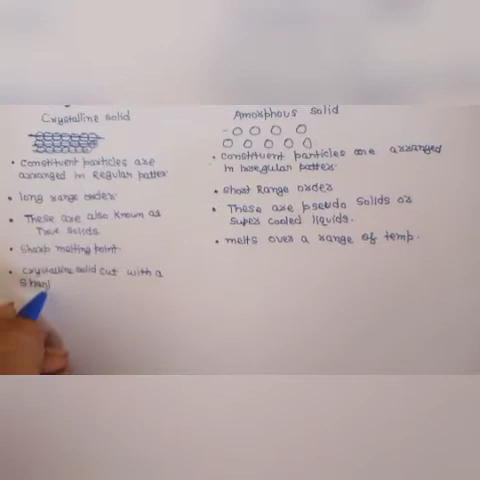 Crystalline solid
• Constituent particles are
arranged in Regular patter
• long range order
• These are also known as
True solids
• Sharp melting point.
• Crystalline solid cut with a
Shar
Amorphous solid
• Constituent particles are arranged
in irregular patter
• short Range order
• These are pseudo solids or
super cooled liquids.
• melts over a range of temp.